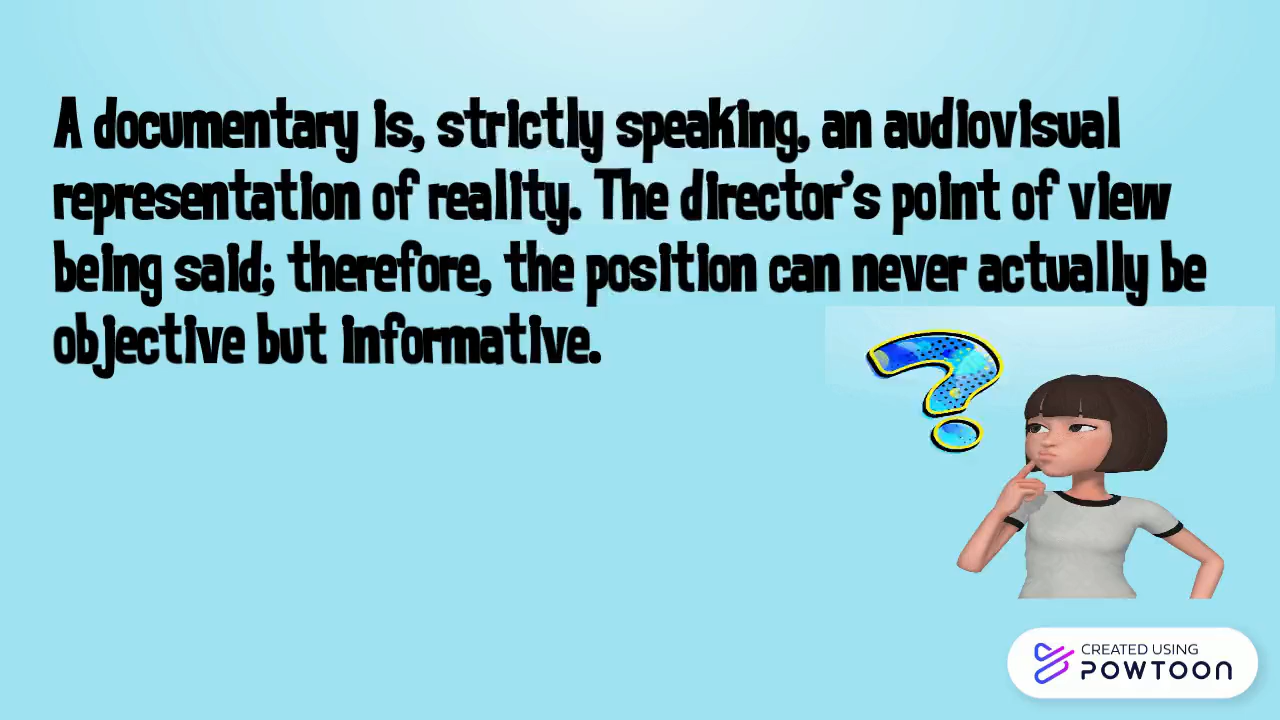 A documentary is, strictly speaking, an audiovisual
representation of reality. The director's point of view
being said; therefore, the position can never actually be
objective but informative.
CREATED USING
POWTOON